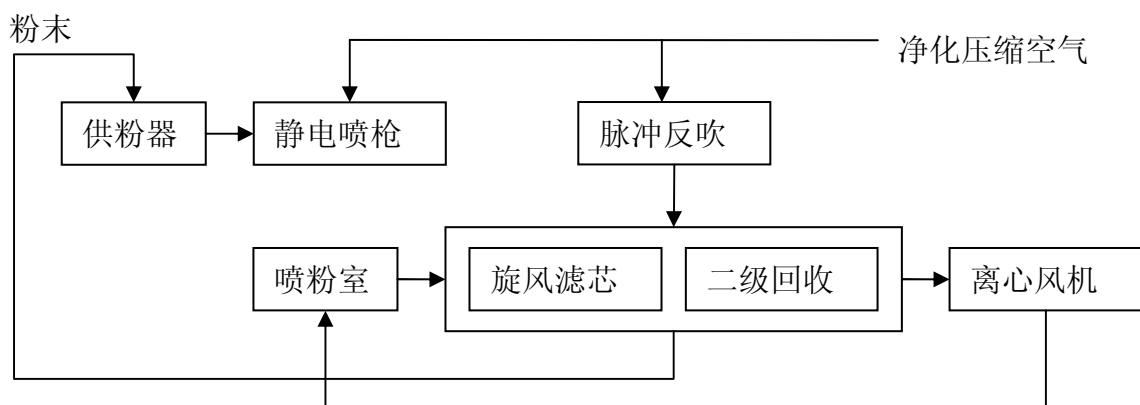 粉末
净化压缩空气
供粉器
静电喷枪
脉冲反吹
喷粉室
旋风滤芯
二级回收
离心风机